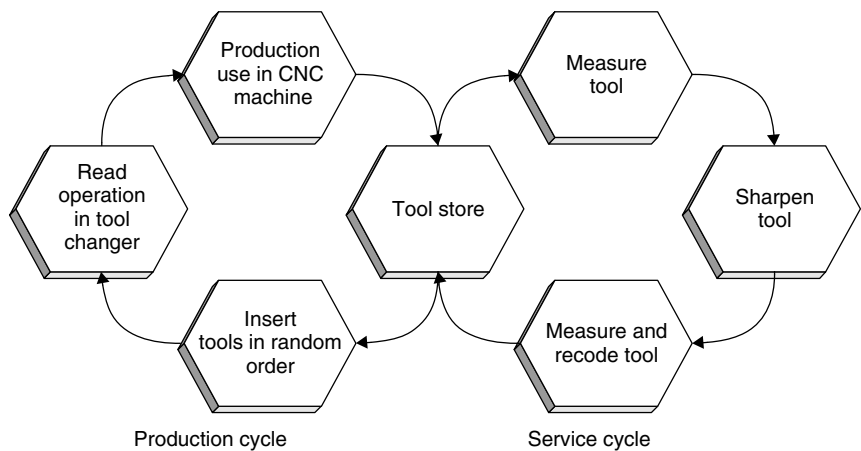 Production
use in CNC
machine
Measure
tool
Read
operation
in tool
changer
Tool store
Sharpen
tool
Insert
tools in random
order
Measure and
recode tool
Production cycle
Service cycle